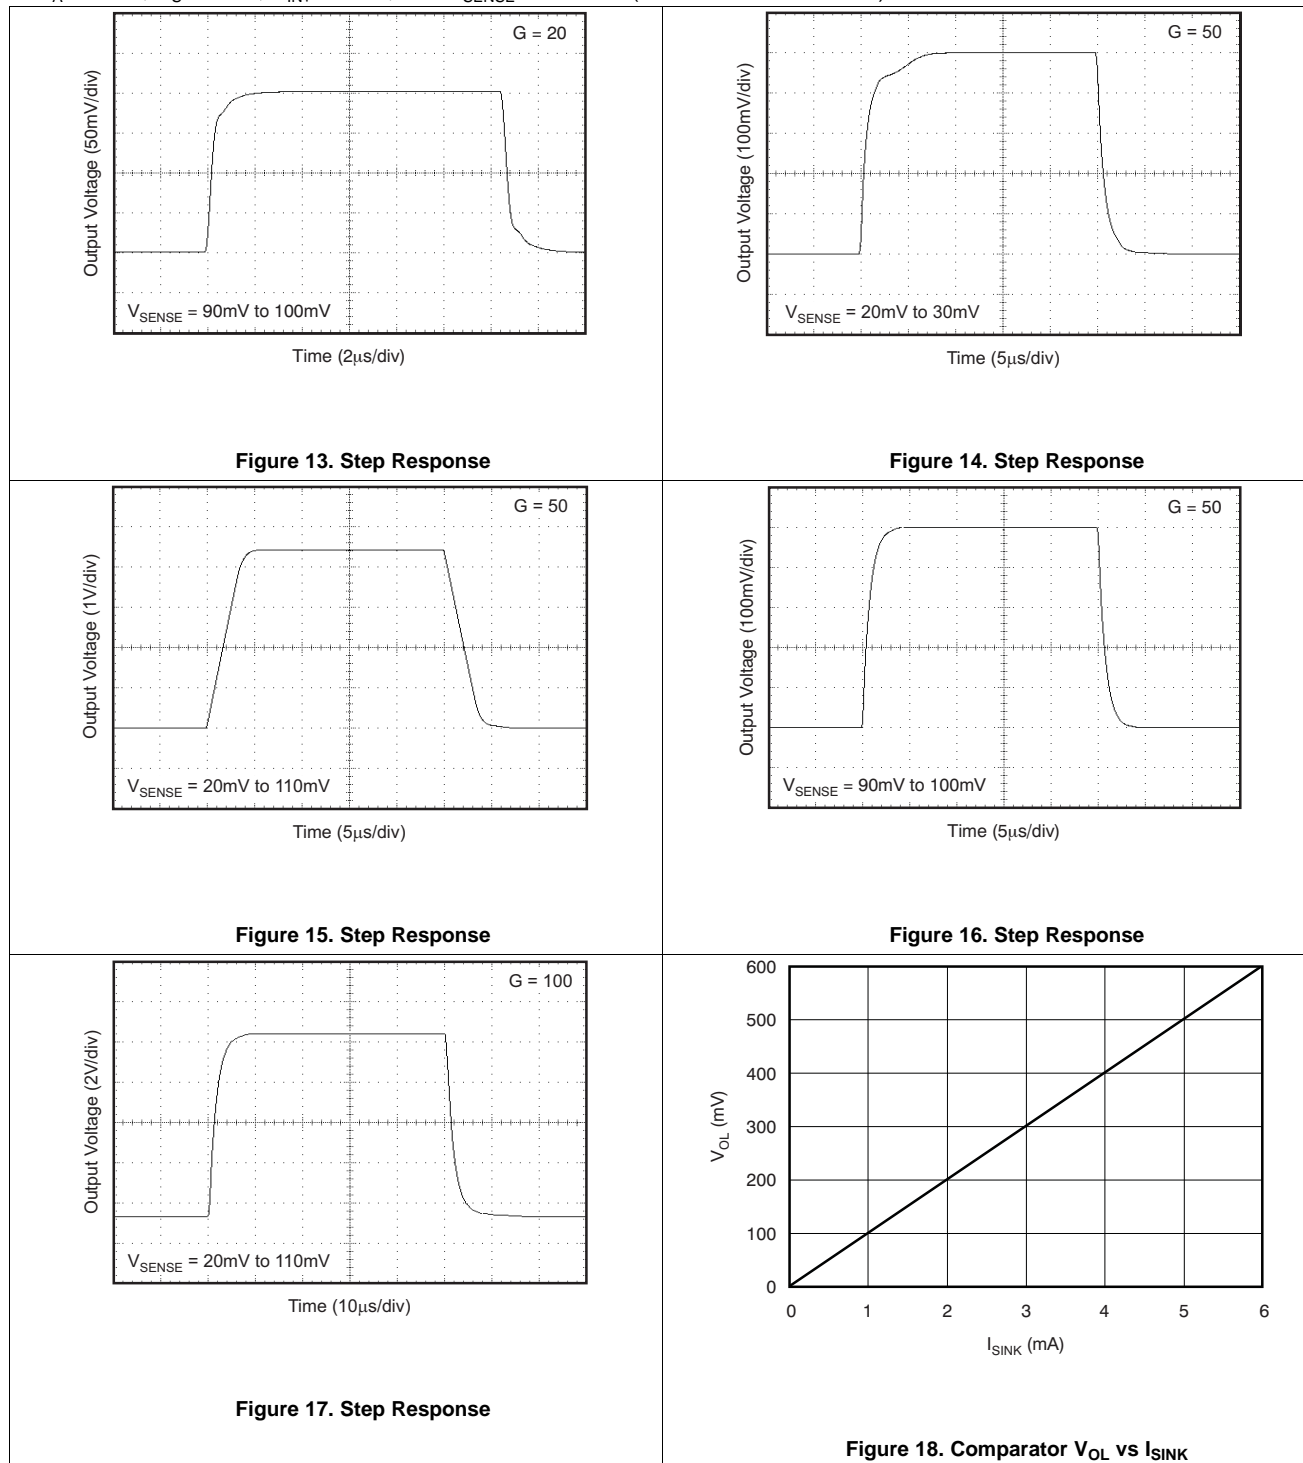 G = 20
Output Voltage (50mV/div)
V_SENSE = 90mV to 100mV
Time (2μs/div)
Figure 13. Step Response
G = 50
Output Voltage (100mV/div)
V_SENSE = 20mV to 30mV
Time (5μs/div)
Figure 14. Step Response
G = 50
Output Voltage (1V/div)
V_SENSE = 20mV to 110mV
Time (5μs/div)
Figure 15. Step Response
G = 50
Output Voltage (100mV/div)
V_SENSE = 90mV to 100mV
Time (5μs/div)
Figure 16. Step Response
G = 100
Output Voltage (2V/div)
V_SENSE = 20mV to 110mV
Time (10μs/div)
Figure 17. Step Response
600
500
400
300
200
100
0
V_OL (mV)
0 1 2 3 4 5 6
I_SINK (mA)
Figure 18. Comparator V_OL vs I_SINK